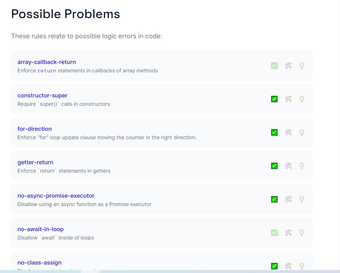 Possible Problems
These rules relate to possible logic errors in code:
array-callback-return
Enforce return statements in callbacks of array methods
constructor-super
Require `super()` calls in constructors
for-direction
Enforce "for" loop update clause moving the counter in the right direction.
getter-return
Enforce `return` statements in getters
no-async-promise-executor
Disallow using an async function as a Promise executor
no-await-in-loop
Disallow `await` inside of loops
no-class-assign